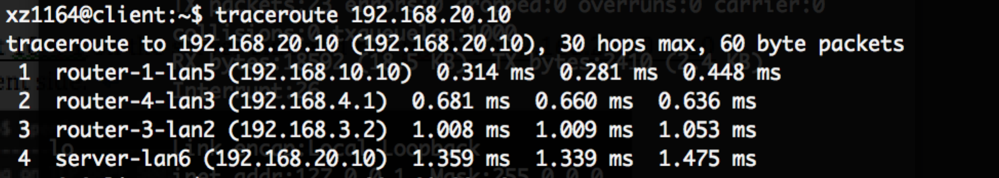 xz1164@client:~$ traceroute 192.168.20.10
traceroute to 192.168.20.10 (192.168.20.10), 30 hops max, 60 byte packets
1 router-1-lan5 (192.168.10.10) 0.314 ms 0.281 ms 0.448 ms
2 router-4-lan3 (192.168.4.1) 0.681 ms 0.660 ms 0.636 ms
3 router-3-lan2 (192.168.3.2) 1.008 ms 1.009 ms 1.053 ms
4 server-lan6 (192.168.20.10) 1.359 ms 1.339 ms 1.475 ms